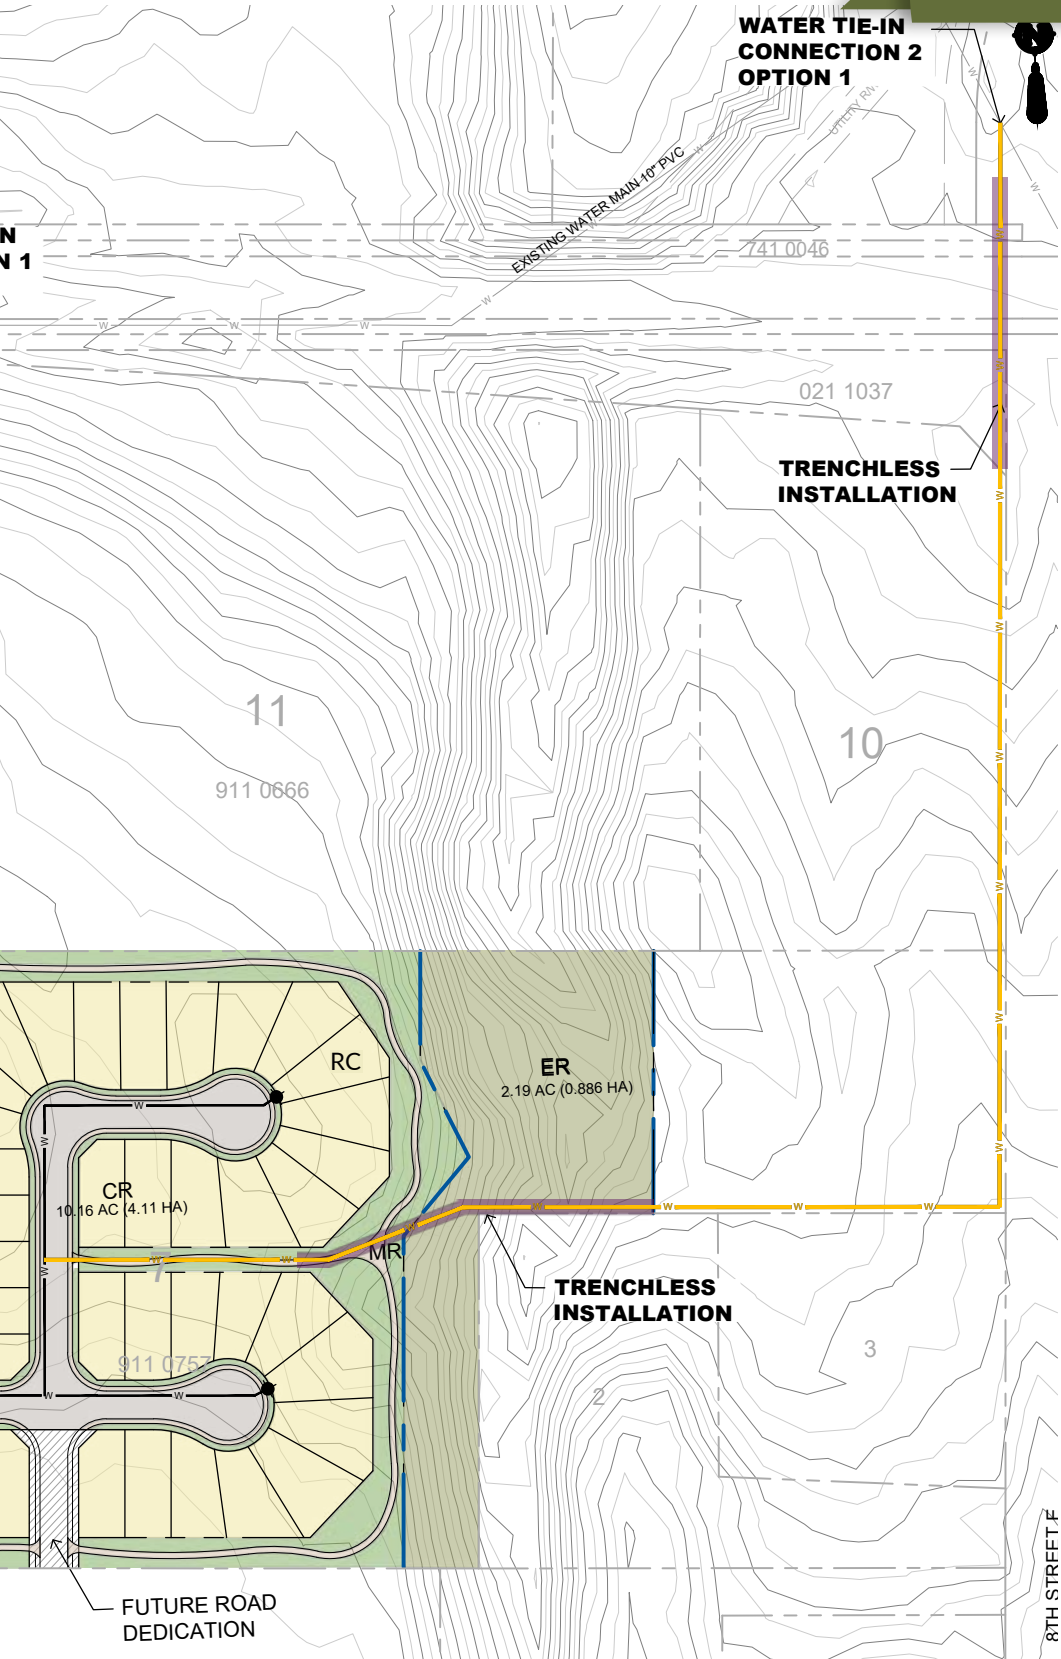 WATER TIE-IN
CONNECTION 2
OPTION 1
N
UTILITY R/W
EXISTING WATER MAIN 10" PVC
N
N 1
741 0046
W
W
W
W
W
W
W
W
W
021 1037
TRENCHLESS
INSTALLATION
W
W
11
10
W
911 0666
W
W
RC
ER
2.19 AC (0.886 HA)
W
W
W
CR
10.16 AC (4.11 HA)
W
W
W
W
W
MR
W
W
7
W
TRENCHLESS
INSTALLATION
911 0757
3
2
W
W
FUTURE ROAD
DEDICATION
8TH STREET E